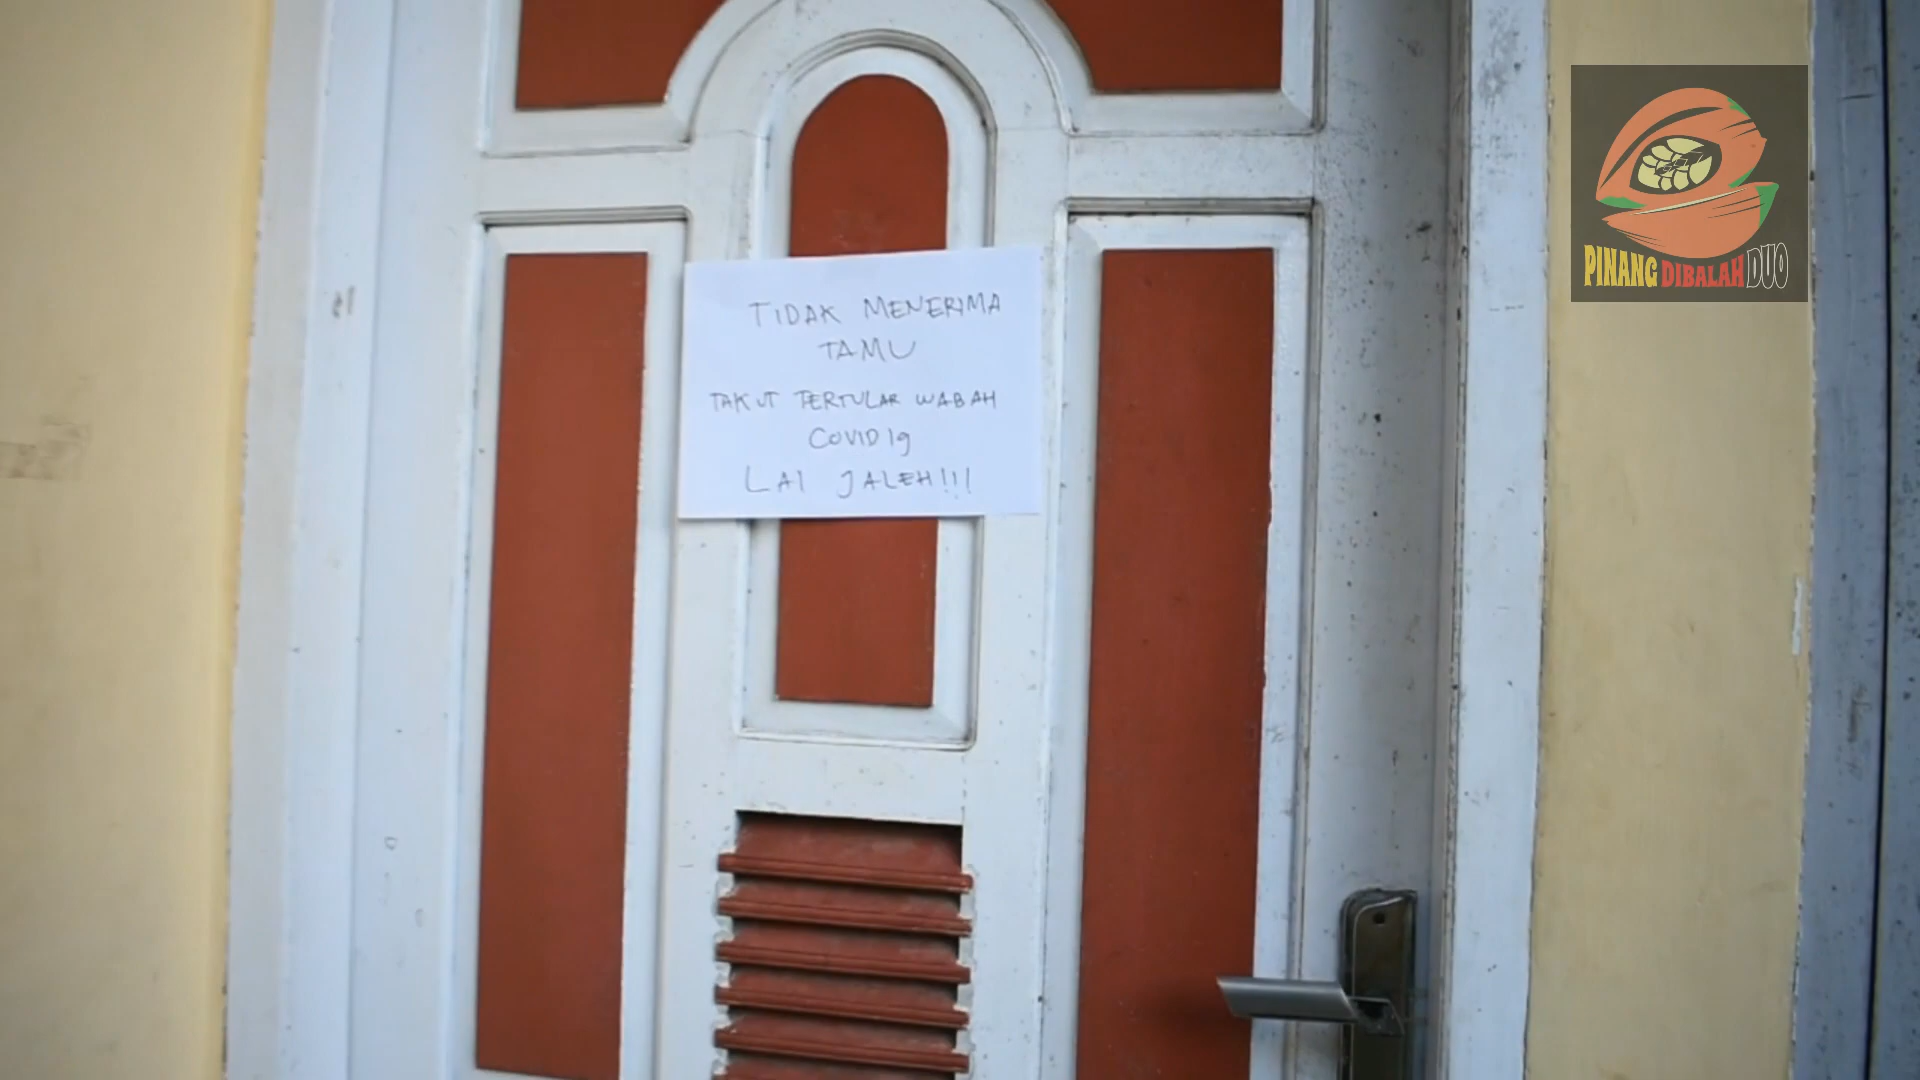 TIDAK MENERIMA
TAMU
TAKUT TERTULAR WABAH
COVID 19
LAI JALEH!!!
PINANG DIBALAH DUO